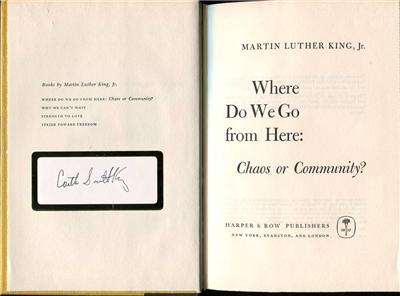 Books by Martin Luther King, Jr.
WHERE DO WE GO FROM HERE: Chaos or Community?
WHY WE CAN'T WAIT
STRENGTH TO LOVE
STRIDE TOWARD FREEDOM
MARTIN LUTHER KING, Jr.
Where
Do We Go
from Here:
Chaos or Community?
HARPER & ROW PUBLISHERS
NEW YORK, EVANSTON, AND LONDON